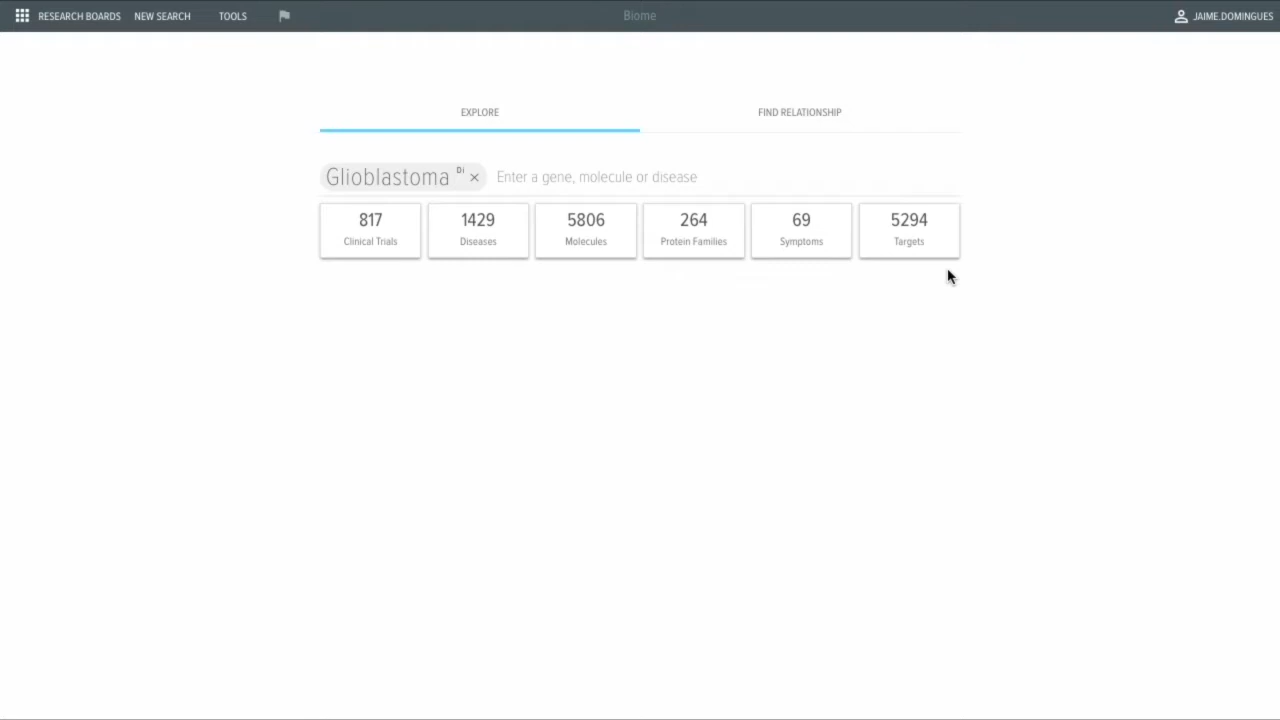 RESEARCH BOARDS NEW SEARCH TOOLS Biome JAIME.DOMINGUES
EXPLORE FIND RELATIONSHIP
Glioblastoma Di × Enter a gene, molecule or disease
817 1429 5806 264 69 5294
Clinical Trials Diseases Molecules Protein Families Symptoms Targets